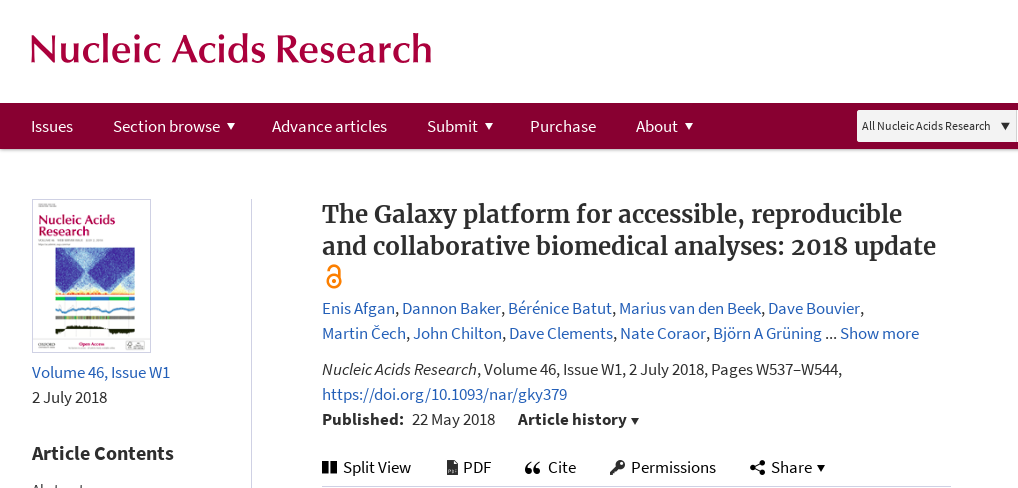 Nucleic Acids Research
Issues Section browse ▼ Advance articles Submit ▼ Purchase About ▼ All Nucleic Acids Research ▼
Nucleic Acids
Research
Open Access
OXFORD
Volume 46, Issue W1
2 July 2018
Article Contents
Abstract
The Galaxy platform for accessible, reproducible
and collaborative biomedical analyses: 2018 update
Enis Afgan, Dannon Baker, Bérénice Batut, Marius van den Beek, Dave Bouvier,
Martin Čech, John Chilton, Dave Clements, Nate Coraor, Björn A Grüning ... Show more
Nucleic Acids Research, Volume 46, Issue W1, 2 July 2018, Pages W537–W544,
https://doi.org/10.1093/nar/gky379
Published: 22 May 2018 Article history ▼
Split View PDF Cite Permissions Share ▼